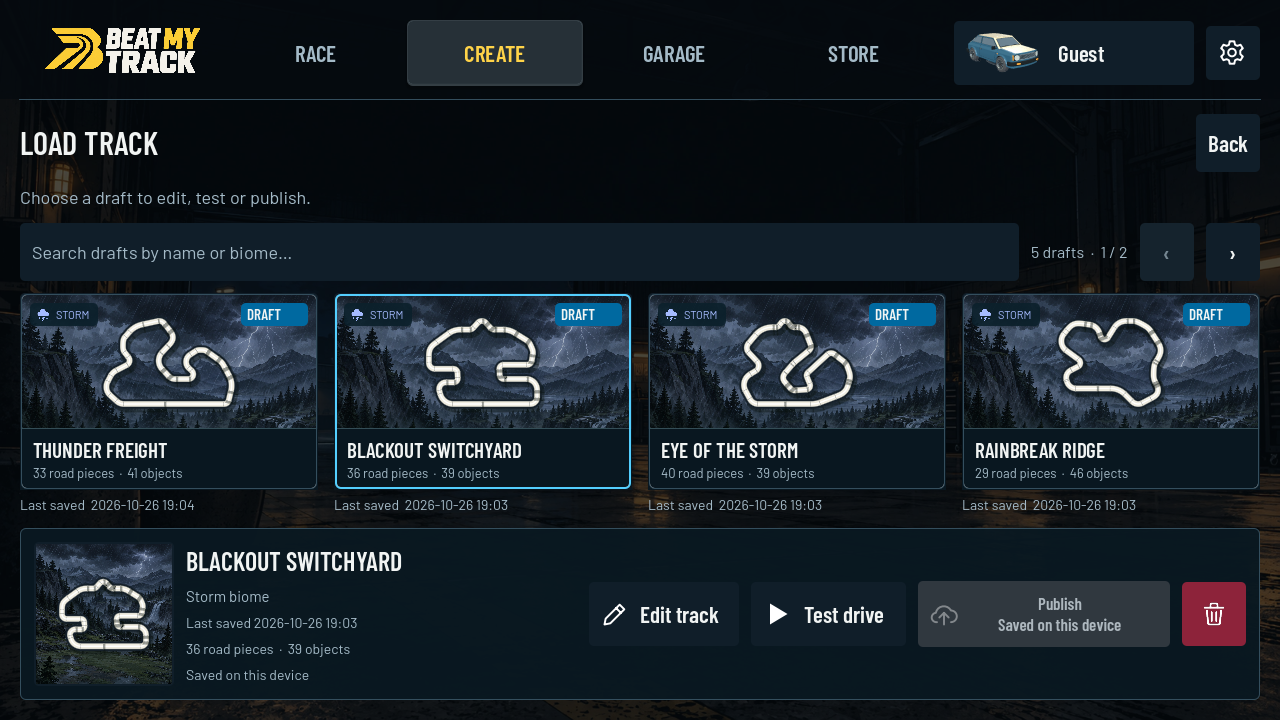 BEAT MY
TRACK
RACE
CREATE
GARAGE
STORE
Guest
LOAD TRACK
Back
Choose a draft to edit, test or publish.
Search drafts by name or biome...
5 drafts · 1 / 2
‹
›
STORM
DRAFT
STORM
DRAFT
STORM
DRAFT
STORM
DRAFT
THUNDER FREIGHT
33 road pieces · 41 objects
BLACKOUT SWITCHYARD
36 road pieces · 39 objects
EYE OF THE STORM
40 road pieces · 39 objects
RAINBREAK RIDGE
29 road pieces · 46 objects
Last saved 2026-10-26 19:04
Last saved 2026-10-26 19:03
Last saved 2026-10-26 19:03
Last saved 2026-10-26 19:03
BLACKOUT SWITCHYARD
Storm biome
Last saved 2026-10-26 19:03
36 road pieces · 39 objects
Saved on this device
Edit track
Test drive
Publish
Saved on this device